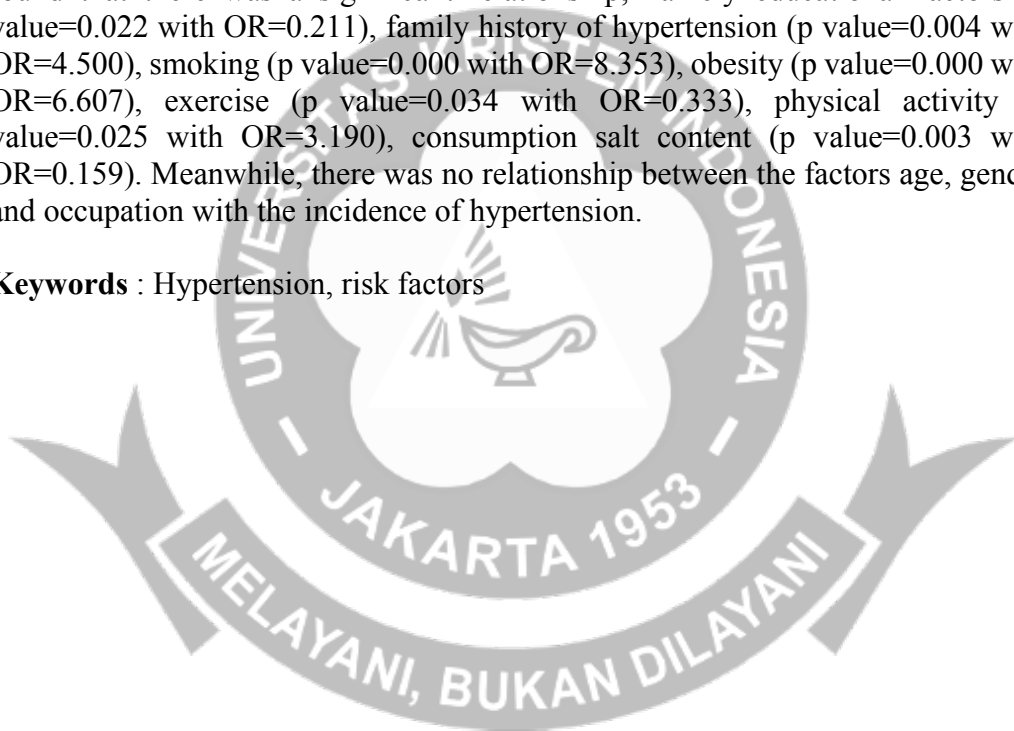 value=0.022 with OR=0.211), family history of hypertension (p value=0.004 w
OR=4.500), smoking (p value=0.000 with OR=8.353), obesity (p value=0.000 w
OR=6.607), exercise (p value=0.034 with OR=0.333), physical activity
value=0.025 with OR=3.190), consumption salt content (p value=0.003 w
OR=0.159). Meanwhile, there was no relationship between the factors age, gend
and occupation with the incidence of hypertension.
Keywords : Hypertension, risk factors
UNIVERSITAS KRISTEN INDONESIA
- JAKARTA 1953 -
MELAYANI, BUKAN DILAYANI